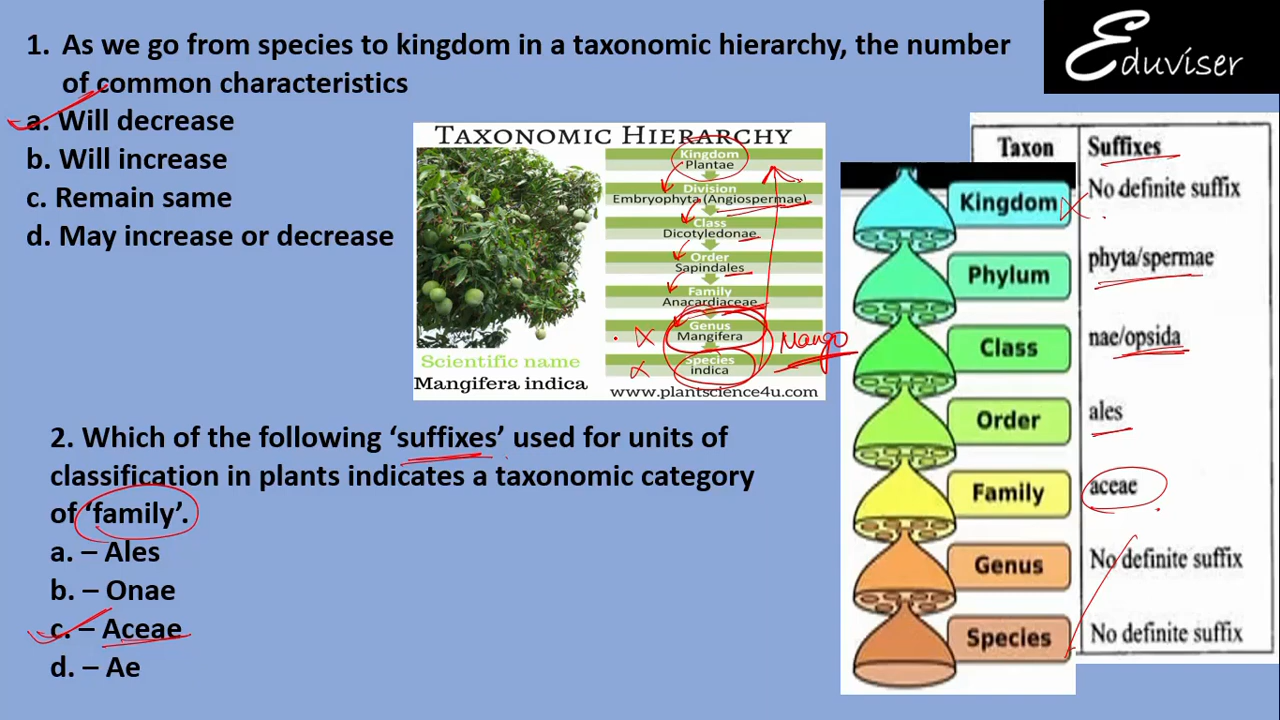 1. As we go from species to kingdom in a taxonomic hierarchy, the number
of common characteristics
a. Will decrease
b. Will increase
c. Remain same
d. May increase or decrease
Eduviser
TAXONOMIC HIERARCHY
Kingdom
Plantae
Division
Embryophyta (Angiospermae)
Class
Dicotyledonae
Order
Sapindales
Family
Anacardiaceae
Genus
Mangifera
Species
indica
Mango
Scientific name
Mangifera indica
www.plantscience4u.com
Taxon Suffixes
Kingdom No definite suffix
Phylum phyta/spermae
Class nae/opsida
Order ales
Family aceae
Genus No definite suffix
Species No definite suffix
2. Which of the following ‘suffixes’ used for units of
classification in plants indicates a taxonomic category
of ‘family’.
a. – Ales
b. – Onae
c. – Aceae
d. – Ae